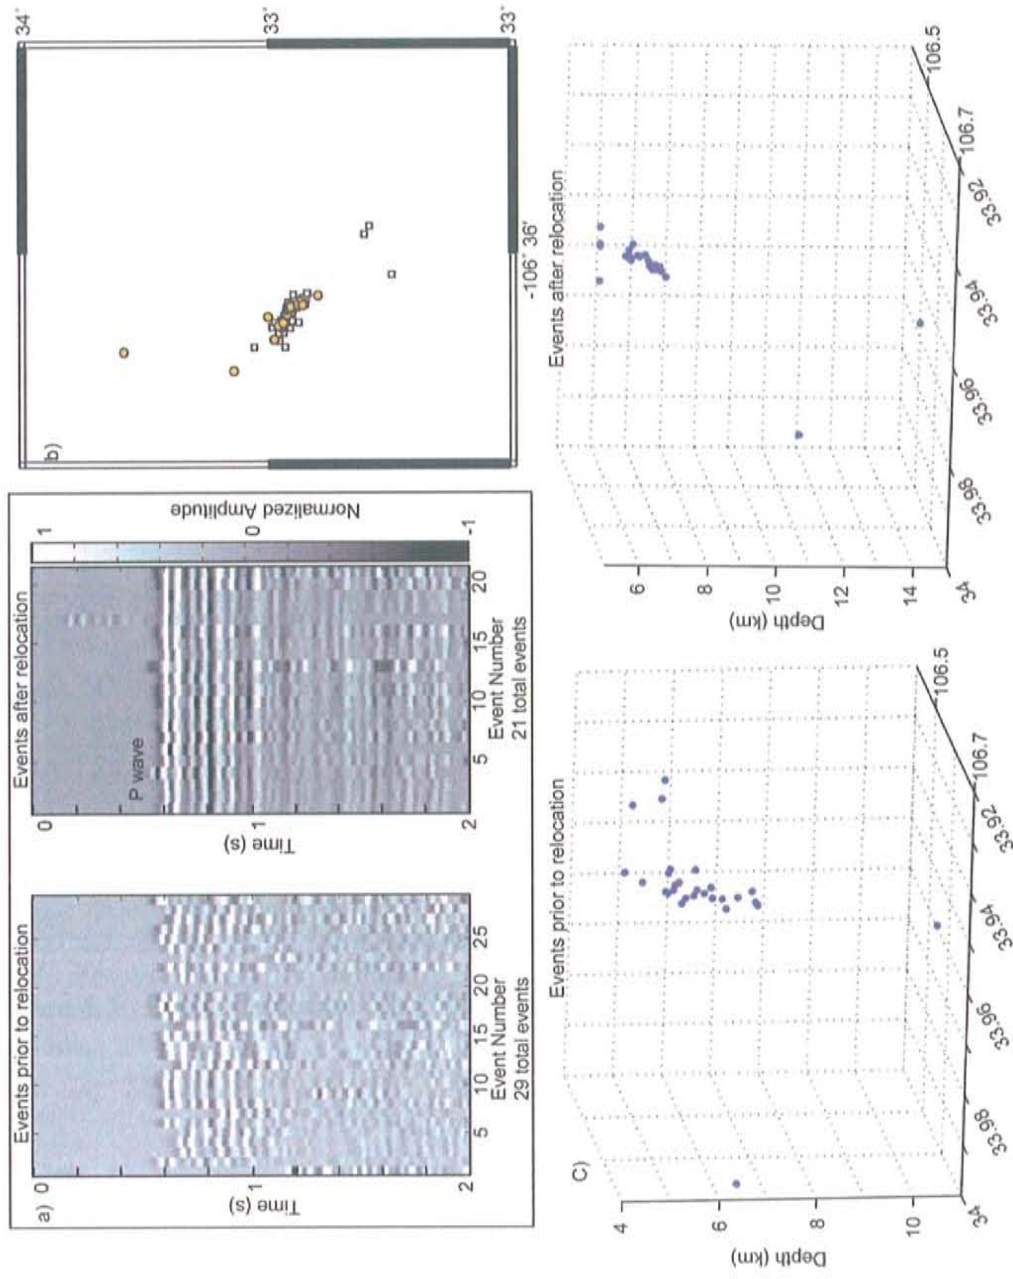 a)
Events prior to relocation
0
1
2
Time (s)
5
10
15
20
25
Event Number
29 total events
Events after relocation
P wave
0
1
2
Time (s)
5
10
15
20
Event Number
21 total events
1
0
-1
Normalized Amplitude
b)
34°
33°
33°
-106° 36'
C)
Events prior to relocation
4
6
8
10
Depth (km)
34
33.98
33.96
33.94
33.92
106.7
106.5
Events after relocation
6
8
10
12
14
Depth (km)
34
33.98
33.96
33.94
33.92
106.7
106.5